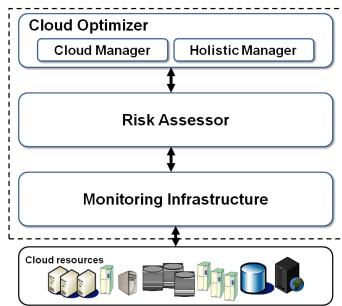 Cloud Optimizer
Cloud Manager
Holistic Manager
Risk Assessor
Monitoring Infrastructure
Cloud resources